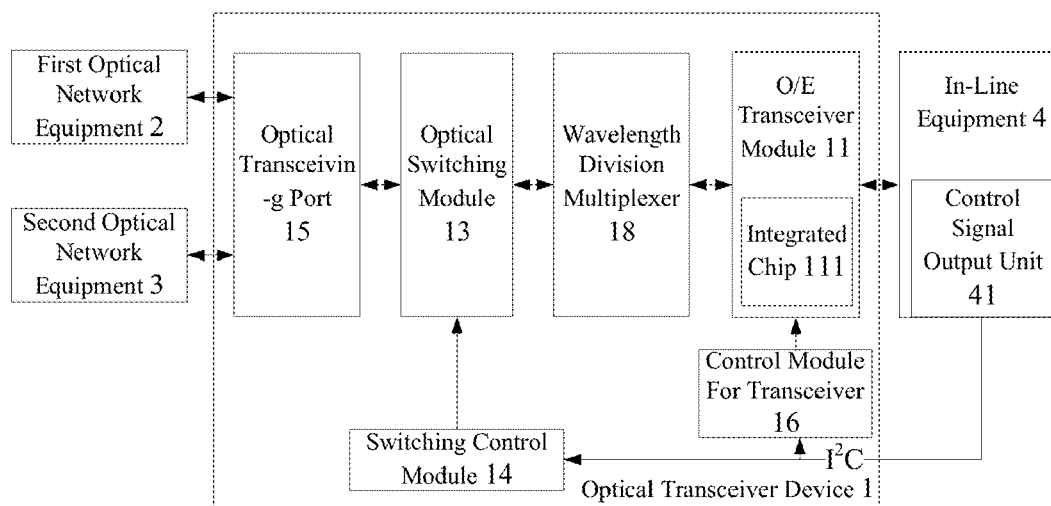 First Optical
Network
Equipment 2
Second Optical
Network
Equipment 3
Optical
Transceivin
-g Port
15
Optical
Switching
Module
13
Wavelength
Division
Multiplexer
18
O/E
Transceiver
Module 11
Integrated
Chip 111
In-Line
Equipment 4
Control
Signal
Output Unit
41
Control Module
For Transceiver
16
Switching Control
Module 14
I²C
Optical Transceiver Device 1